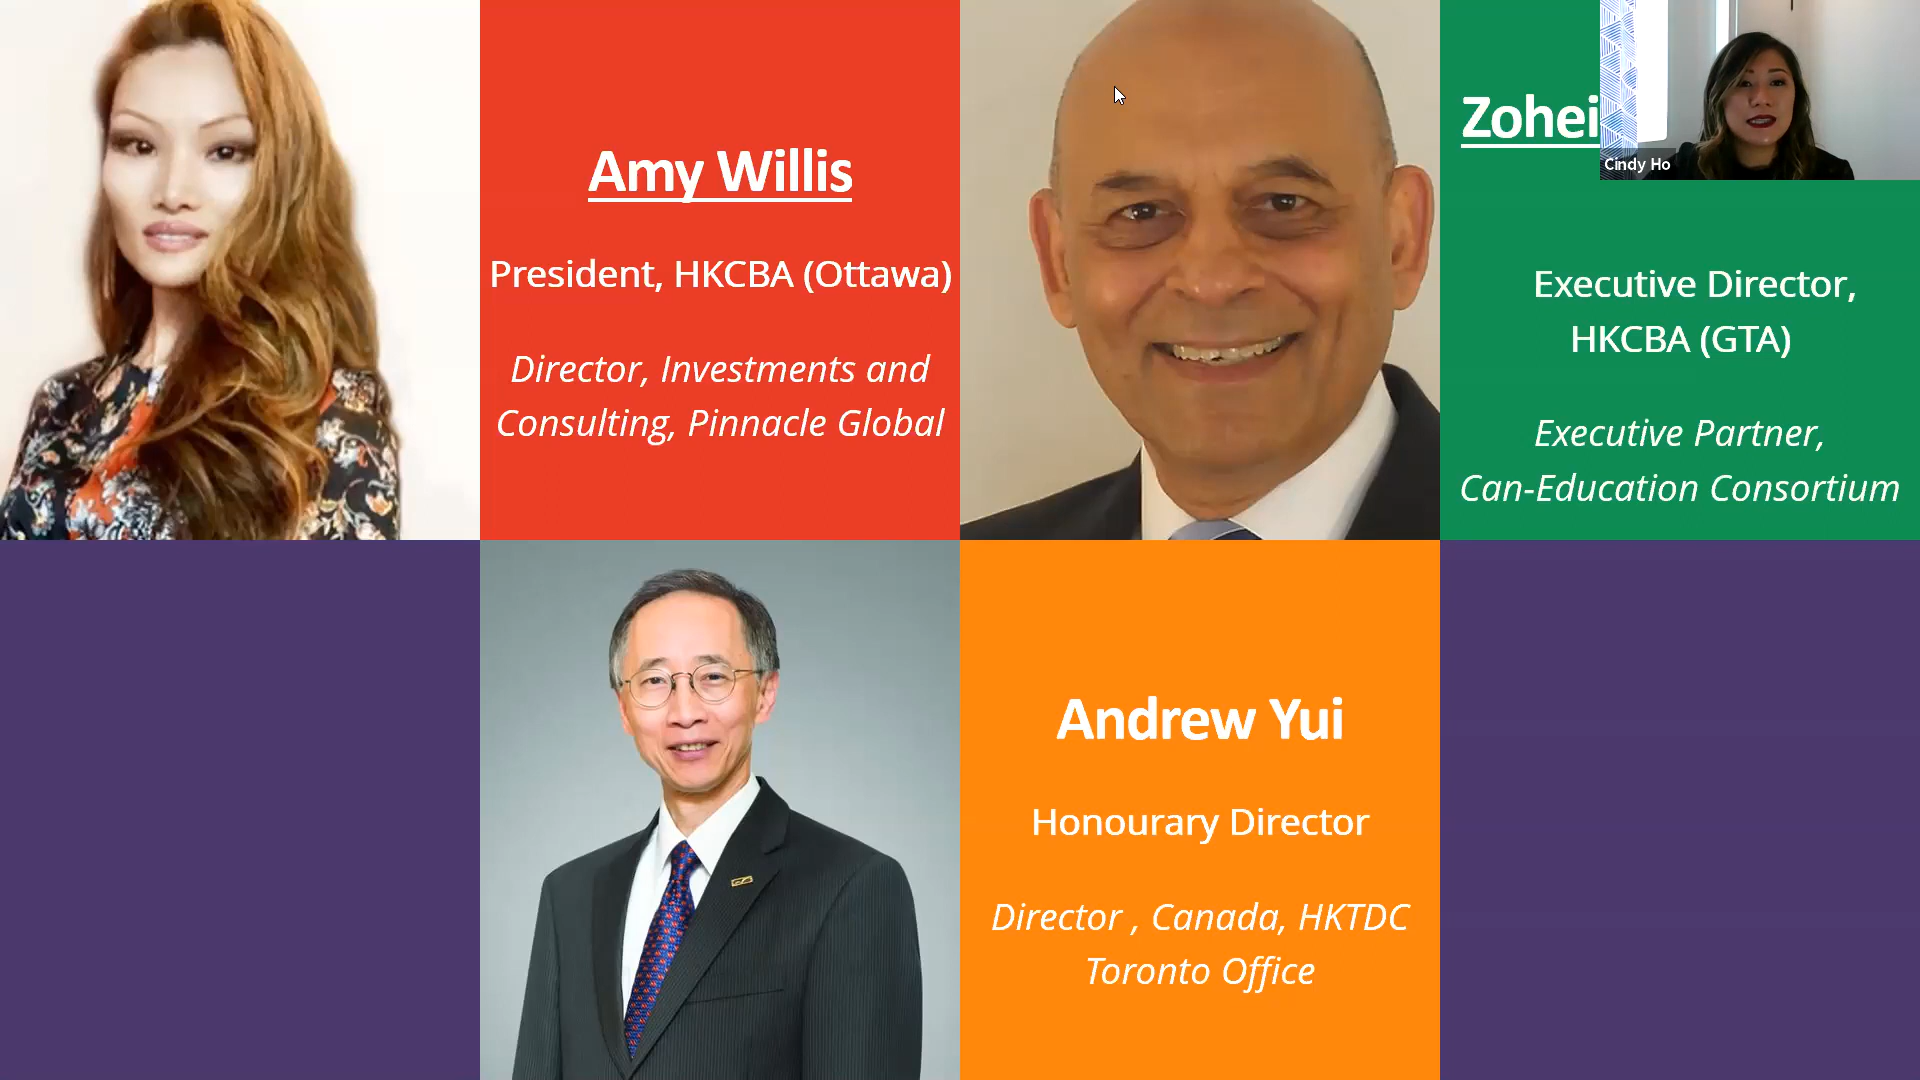 Amy Willis
President, HKCBA (Ottawa)
Director, Investments and
Consulting, Pinnacle Global
Cindy Ho
Executive Director,
HKCBA (GTA)
Executive Partner,
Can-Education Consortium
Andrew Yui
Honourary Director
Director , Canada, HKTDC
Toronto Office